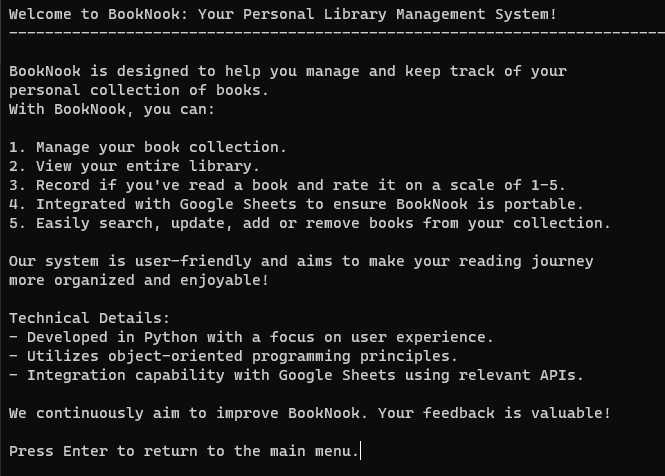 Welcome to BookNook: Your Personal Library Management System!
-------------------------------------------------------------------------
BookNook is designed to help you manage and keep track of your
personal collection of books.
With BookNook, you can:
1. Manage your book collection.
2. View your entire library.
3. Record if you've read a book and rate it on a scale of 1-5.
4. Integrated with Google Sheets to ensure BookNook is portable.
5. Easily search, update, add or remove books from your collection.
Our system is user-friendly and aims to make your reading journey
more organized and enjoyable!
Technical Details:
- Developed in Python with a focus on user experience.
- Utilizes object-oriented programming principles.
- Integration capability with Google Sheets using relevant APIs.
We continuously aim to improve BookNook. Your feedback is valuable!
Press Enter to return to the main menu.